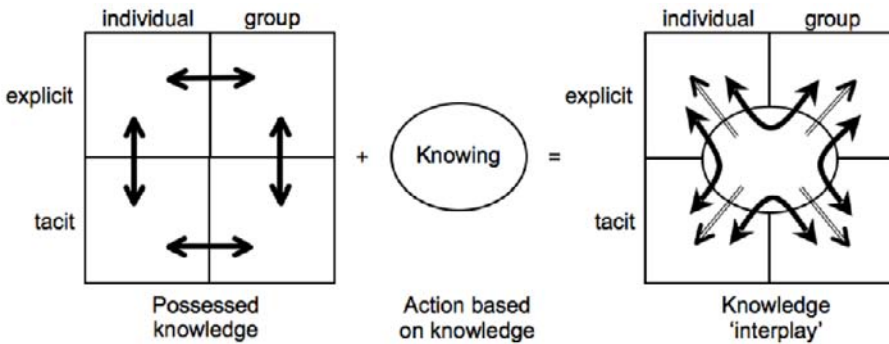 individual group
individual group
explicit
explicit
+ Knowing =
tacit
tacit
Possessed
knowledge
Action based
on knowledge
Knowledge
‘interplay’